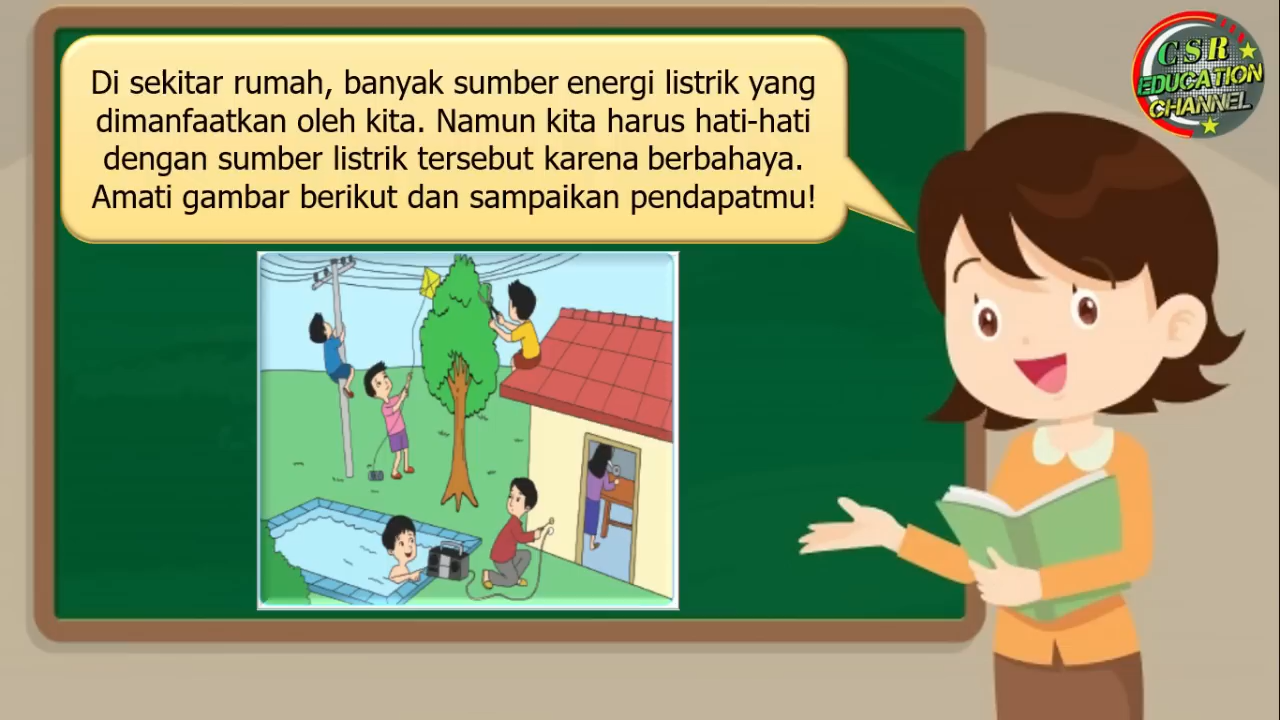 Di sekitar rumah, banyak sumber energi listrik yang
dimanfaatkan oleh kita. Namun kita harus hati-hati
dengan sumber listrik tersebut karena berbahaya.
Amati gambar berikut dan sampaikan pendapatmu!
CSR
EDUCATION
CHANNEL